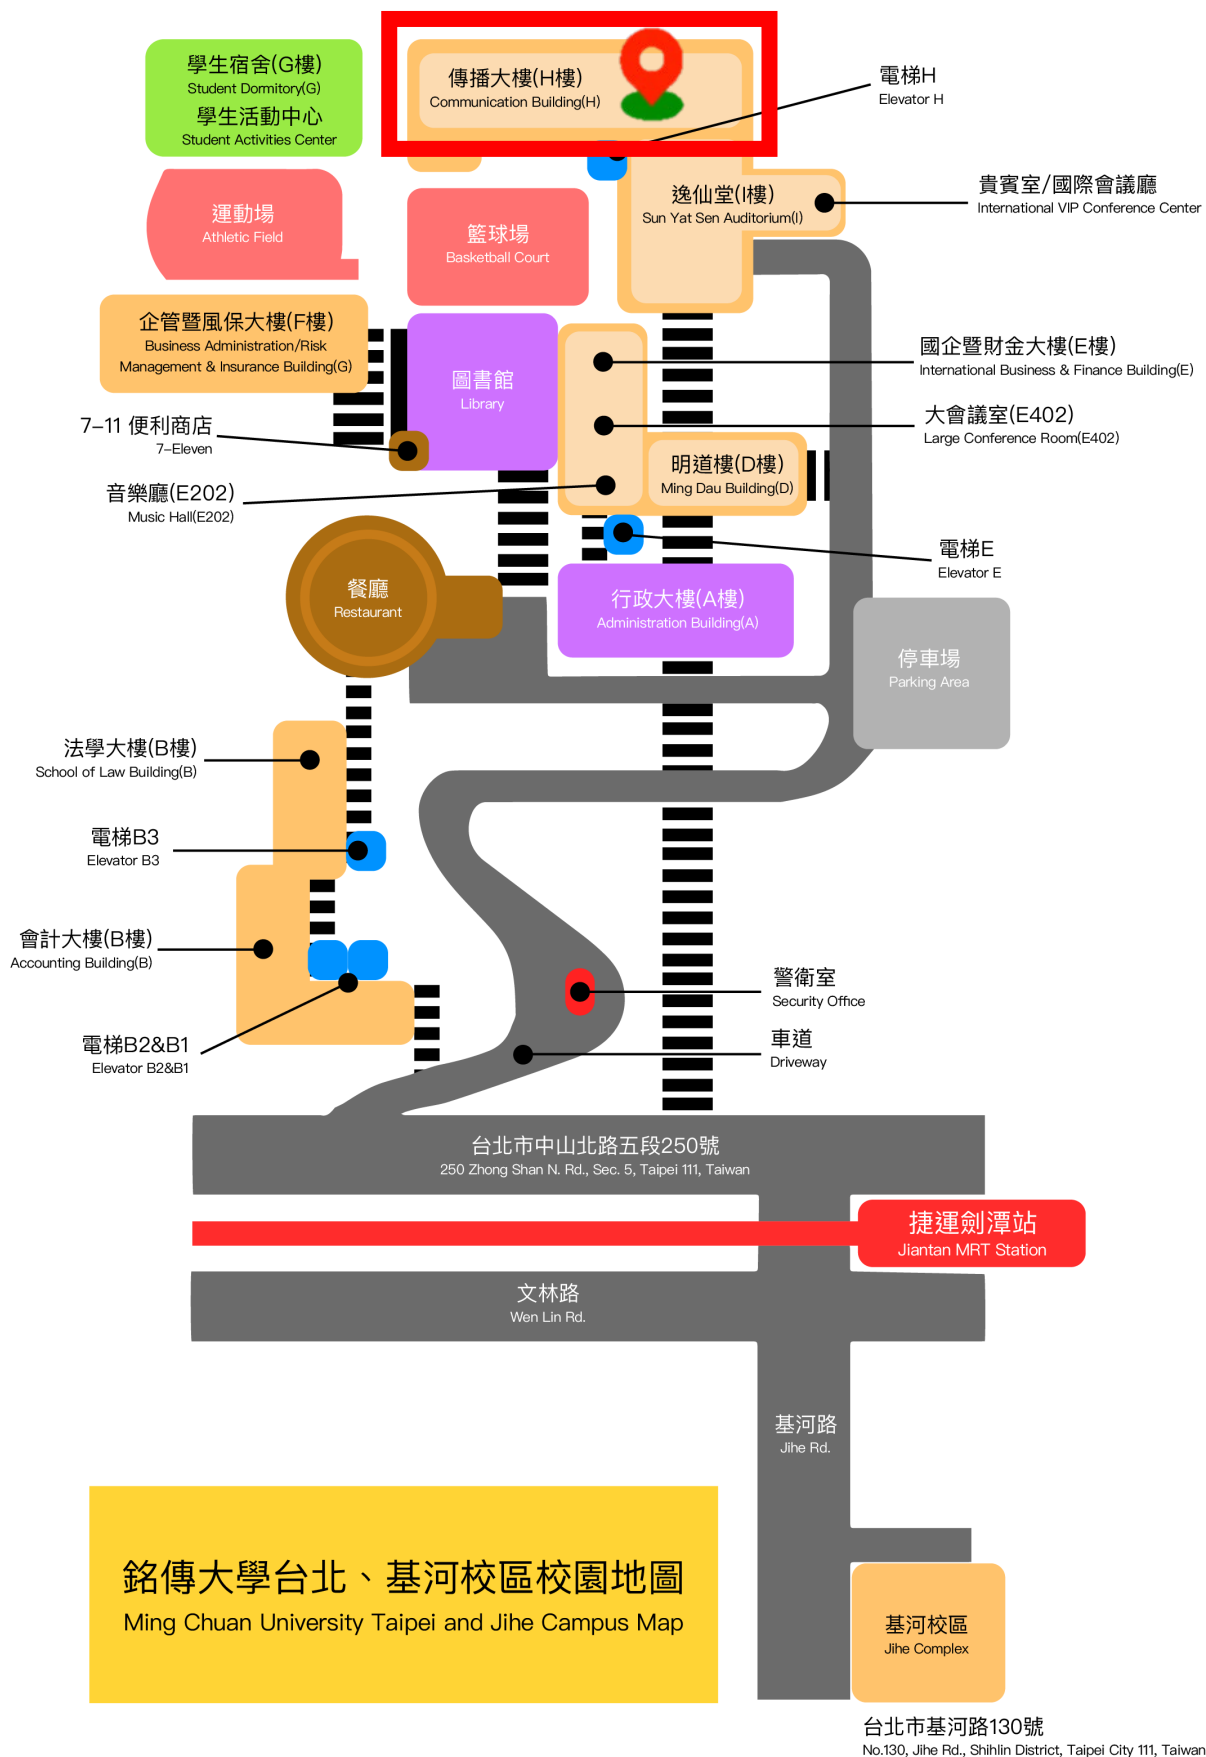 學生宿舍(G樓)
Student Dormitory(G)
學生活動中心
Student Activities Center
傳播大樓(H樓)
Communication Building(H)
電梯H
Elevator H
運動場
Athletic Field
籃球場
Basketball Court
逸仙堂(I樓)
Sun Yat Sen Auditorium(I)
貴賓室/國際會議廳
International VIP Conference Center
企管暨風保大樓(F樓)
Business Administration/Risk
Management & Insurance Building(G)
圖書館
Library
國企暨財金大樓(E樓)
International Business & Finance Building(E)
7-11 便利商店
7-Eleven
大會議室(E402)
Large Conference Room(E402)
明道樓(D樓)
Ming Dau Building(D)
音樂廳(E202)
Music Hall(E202)
電梯E
Elevator E
餐廳
Restaurant
行政大樓(A樓)
Administration Building(A)
停車場
Parking Area
法學大樓(B樓)
School of Law Building(B)
電梯B3
Elevator B3
會計大樓(B樓)
Accounting Building(B)
警衛室
Security Office
電梯B2&B1
Elevator B2&B1
車道
Driveway
台北市中山北路五段250號
250 Zhong Shan N. Rd., Sec. 5, Taipei 111, Taiwan
捷運劍潭站
Jiantan MRT Station
文林路
Wen Lin Rd.
基河路
Jihe Rd.
銘傳大學台北、基河校區校園地圖
Ming Chuan University Taipei and Jihe Campus Map
基河校區
Jihe Complex
台北市基河路130號
No.130, Jihe Rd., Shihlin District, Taipei City 111, Taiwan